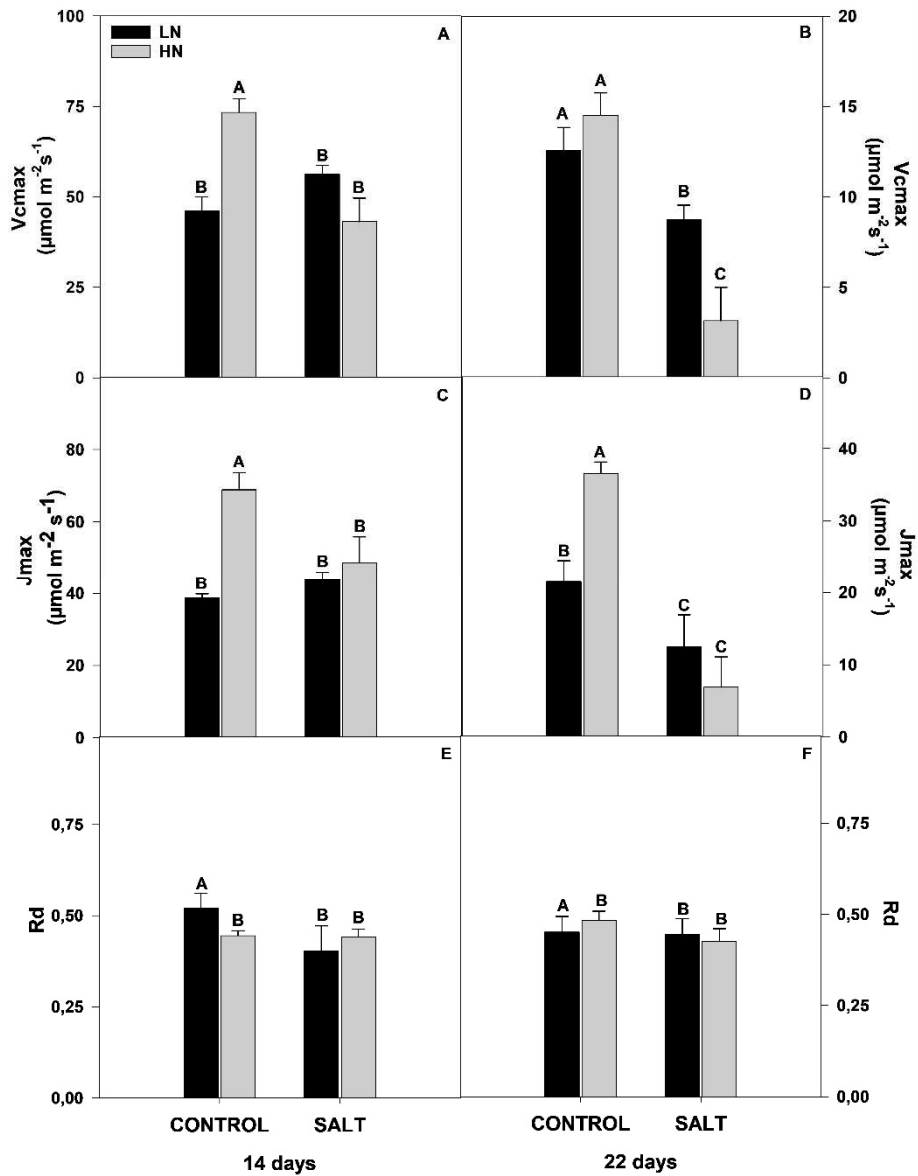 LN
HN
A
100
75
50
25
0
Vcmax
(µmol m-2s-1)
B
A
B
B
B
20
15
10
5
0
Vcmax
(µmol m-2s-1)
A
A
B
C
C
80
60
40
20
0
Jmax
(µmol m-2 s-1)
B
A
B
B
D
40
30
20
10
0
Jmax
(µmol m-2s-1)
B
A
C
C
E
0,75
0,50
0,25
0,00
Rd
A
B
B
B
F
0,75
0,50
0,25
0,00
Rd
A
B
B
B
CONTROL SALT
14 days
CONTROL SALT
22 days